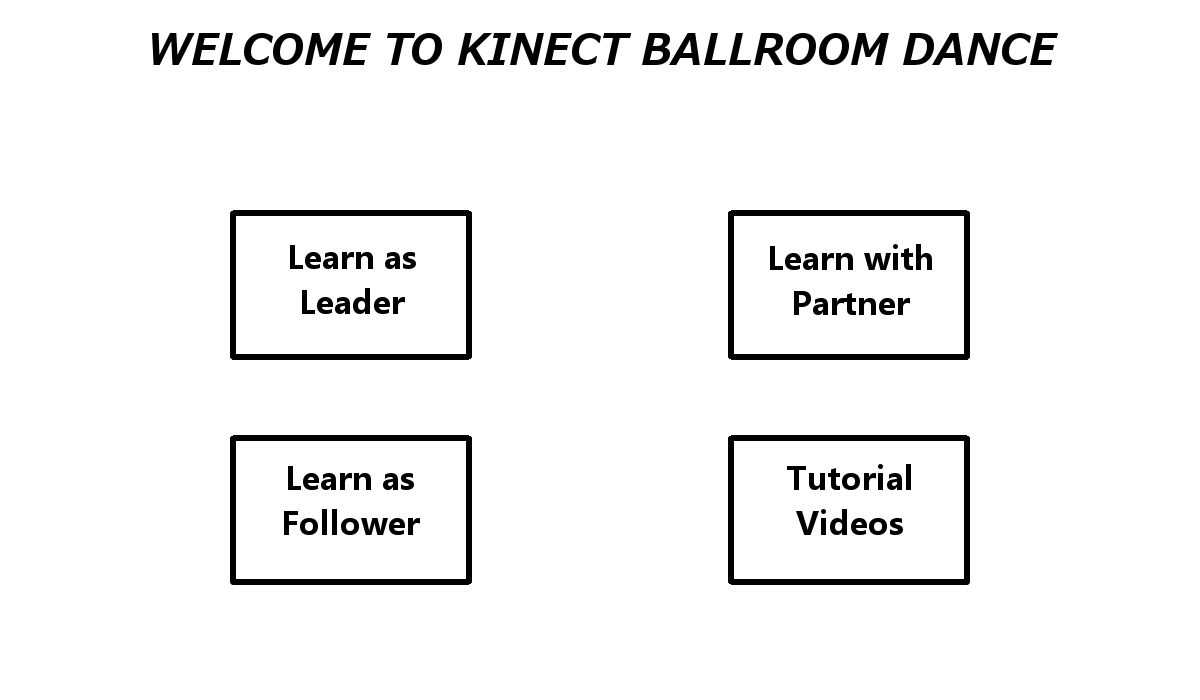 WELCOME TO KINECT BALLROOM DANCE
Learn as
Leader
Learn with
Partner
Learn as
Follower
Tutorial
Videos